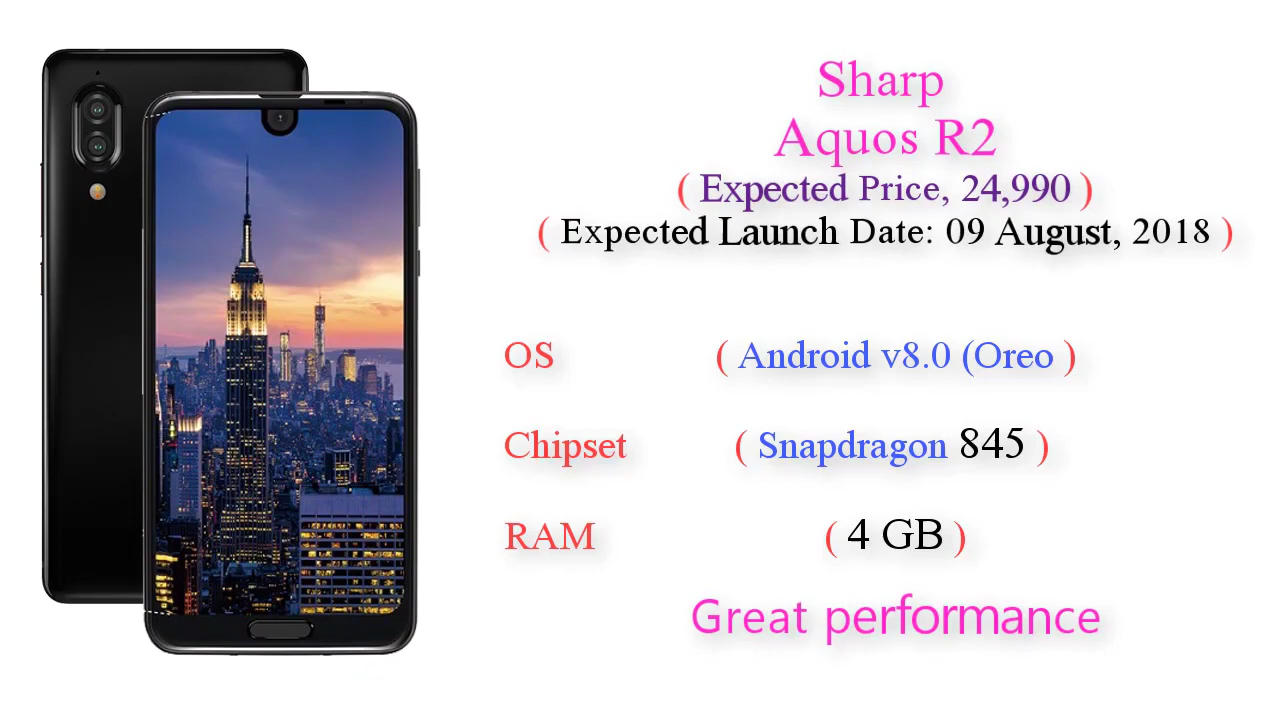 Sharp
Aquos R2
( Expected Price, 24,990 )
( Expected Launch Date: 09 August, 2018 )
OS ( Android v8.0 (Oreo )
Chipset ( Snapdragon 845 )
RAM ( 4 GB )
Great performance